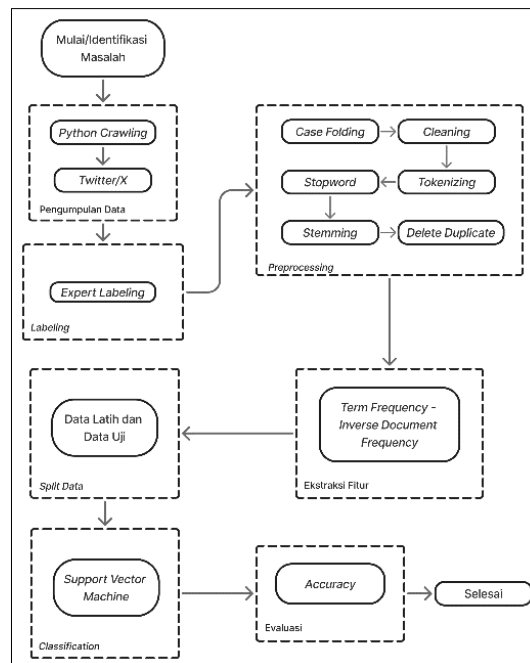 Mulai/Identifikasi
Masalah
Python Crawling
Twitter/X
Pengumpulan Data
Expert Labeling
Labeling
Case Folding
Cleaning
Stopword
Tokenizing
Stemming
Delete Duplicate
Preprocessing
Term Frequency -
Inverse Document
Frequency
Ekstraksi Fitur
Data Latih dan
Data Uji
Split Data
Support Vector
Machine
Classification
Accuracy
Evaluasi
Selesai